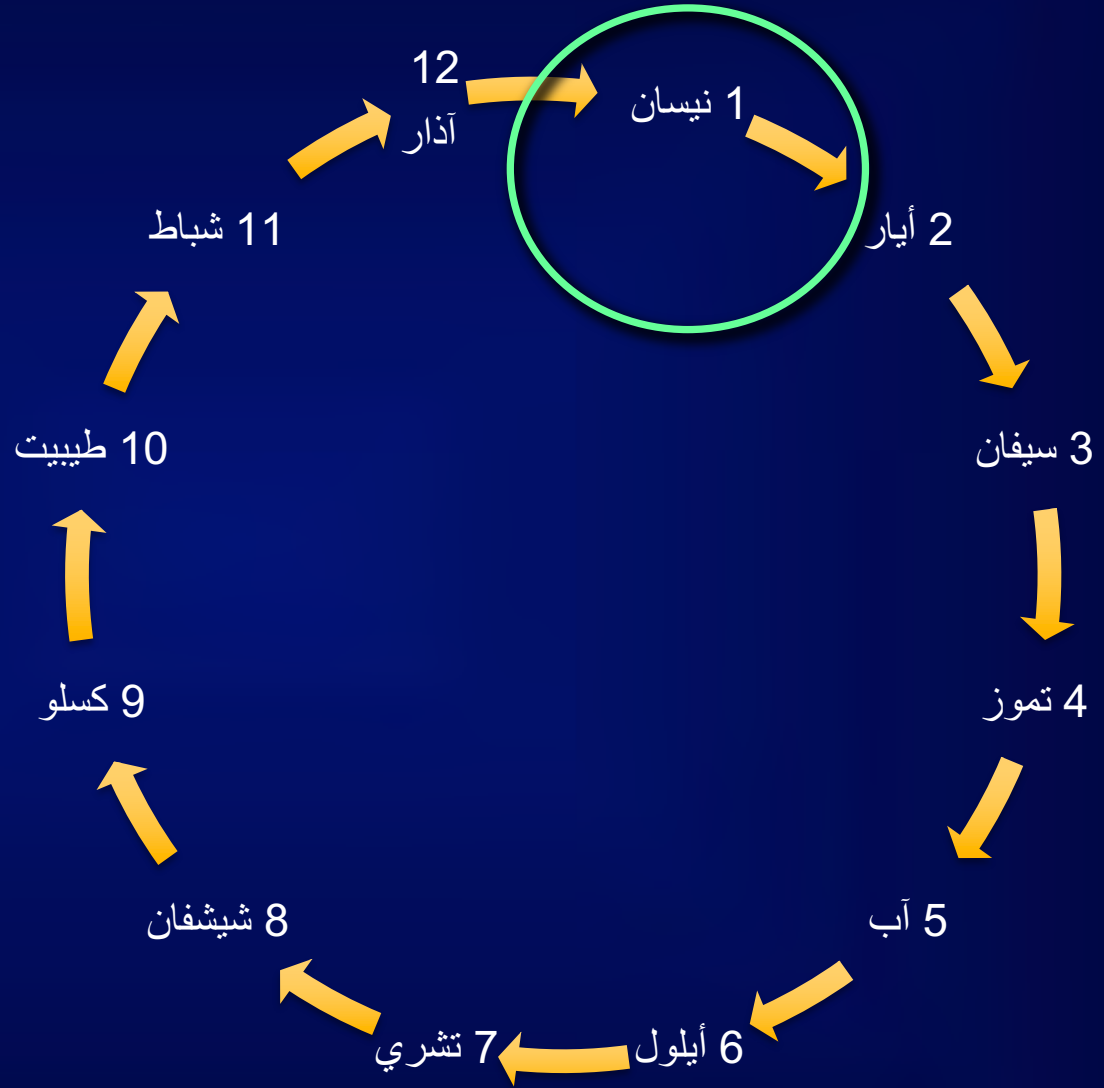 1 نيسان
2 أيار
3 سيفان
4 تموز
5 آب
6 أيلول
7 تشري
8 شيشفان
9 كسلو
10 طيبيت
11 شباط
12
آذار